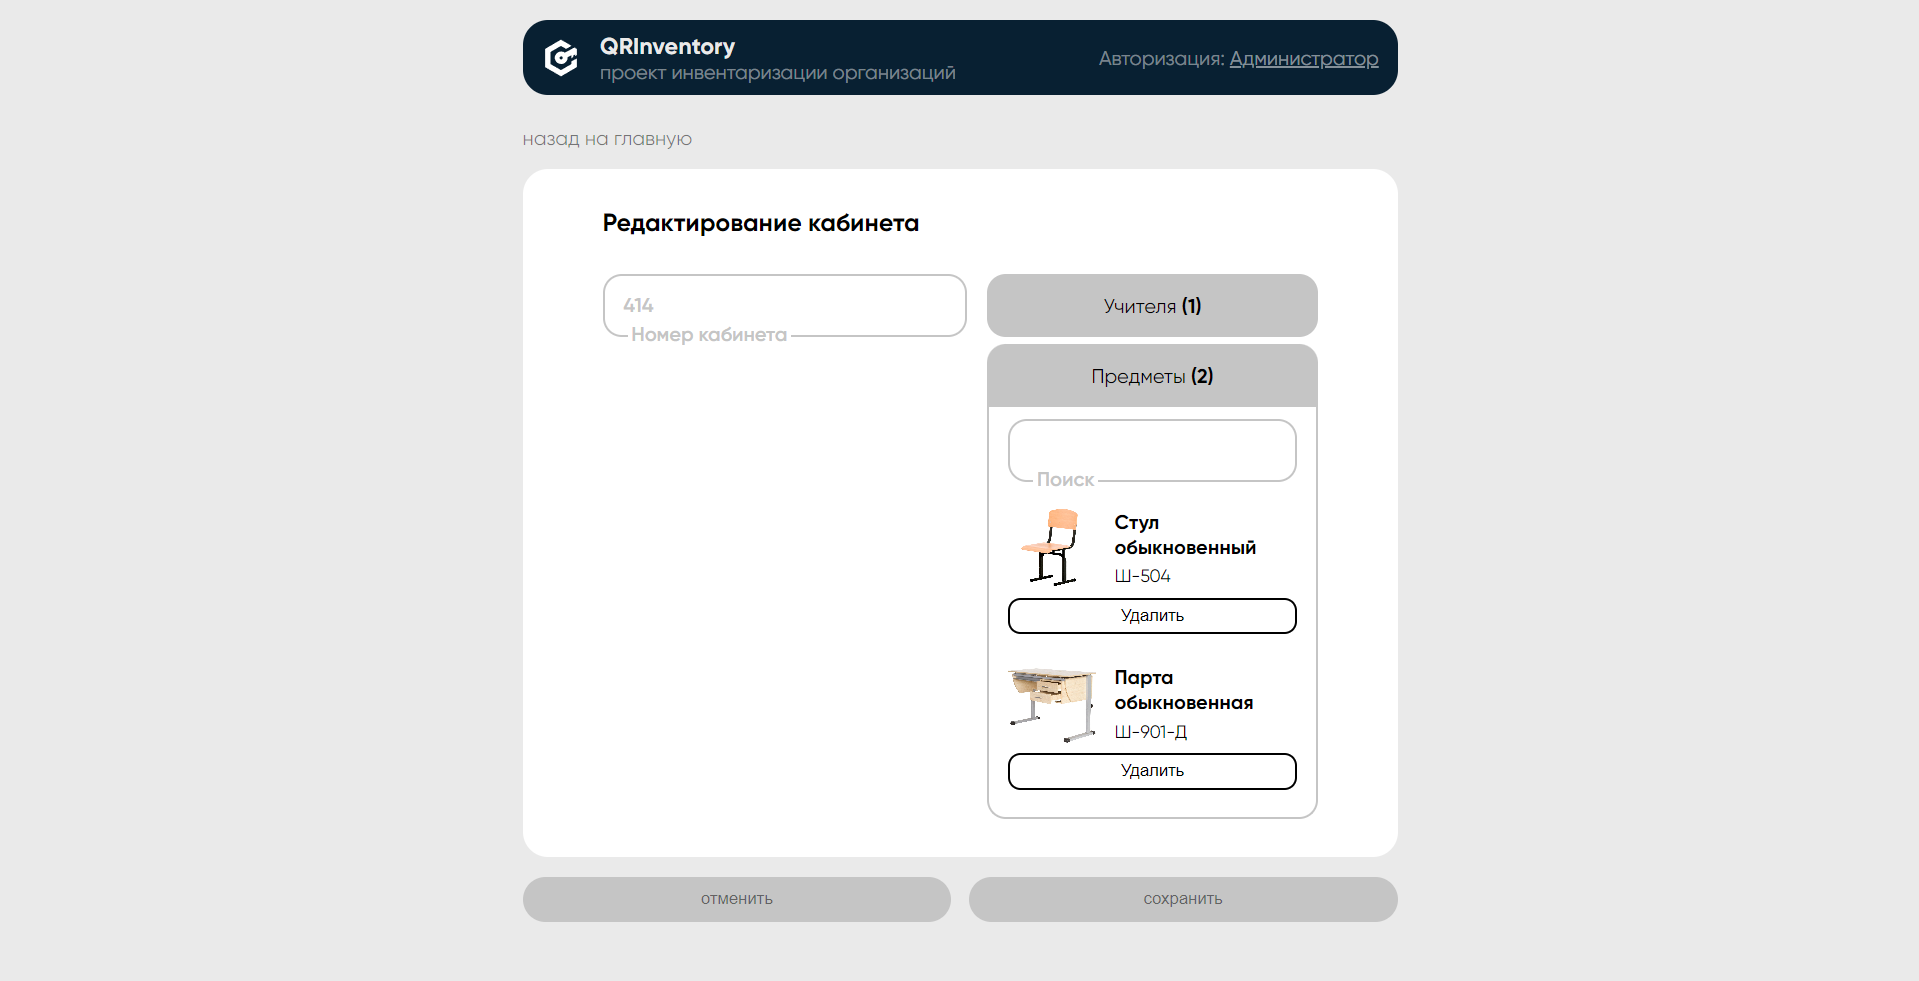 QRInventory
проект инвентаризации организаций
Авторизация: Администратор
назад на главную
Редактирование кабинета
414
Номер кабинета
Учителя (1)
Предметы (2)
Поиск
Стул
обыкновенный
Ш-504
Удалить
Парта
обыкновенная
Ш-901-Д
Удалить
отменить
сохранить